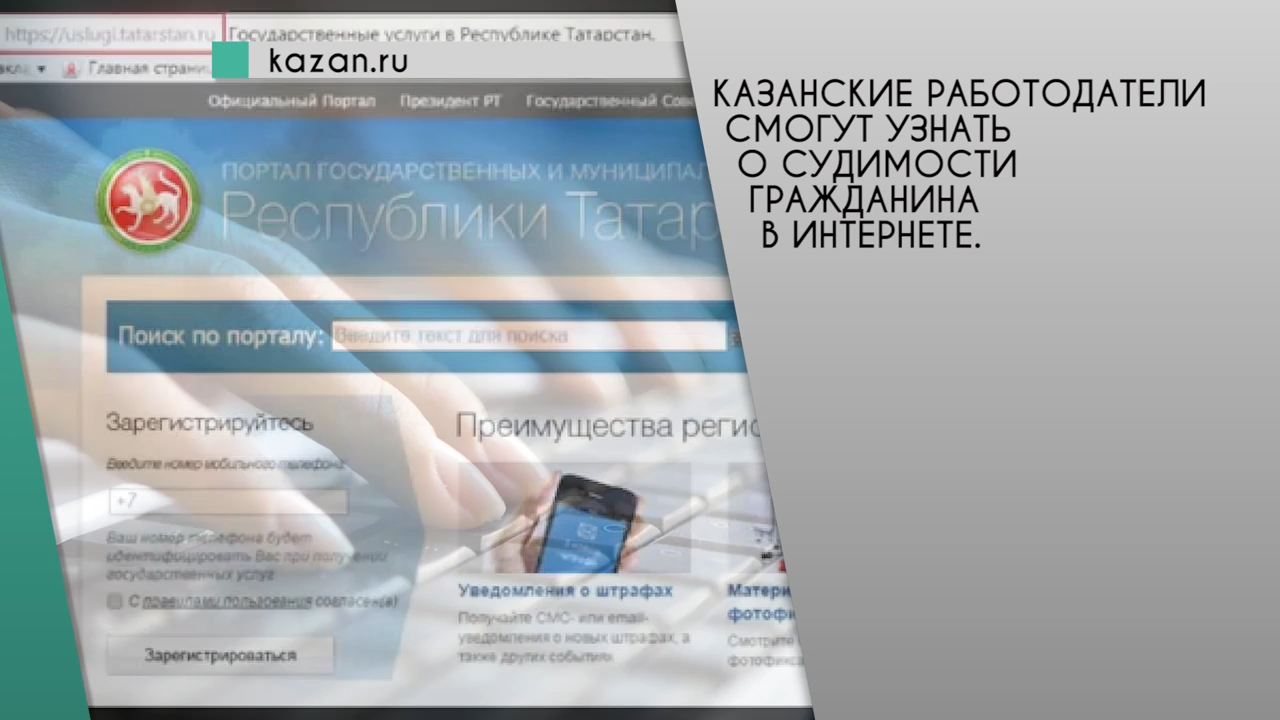 https://uslugi.tatarstan.ru
Государственные услуги в Республике Татарстан.
kazan.ru
Главная страни
Официальный Портал Президент РТ Государственный Сов
ПОРТАЛ ГОСУДАРСТВЕННЫХ И МУНИЦИПАЛ
Республики Татар
Поиск по порталу: Введите текст для поиска
Зарегистрируйтесь
Введите номер мобильного телефона
+7
Ваш номер телефона будет
идентифицировать Вас при получении
государственных услуг
С правилами пользования согласен(а)
Зарегистрироваться
Преимущества регис
Уведомления о штрафах
Получайте СМС- или email-
уведомления о новых штрафах, а
также других событиях
Матери
фотофи
Смотрите
фотофикса
КАЗАНСКИЕ РАБОТОДАТЕЛИ
СМОГУТ УЗНАТЬ
О СУДИМОСТИ
ГРАЖДАНИНА
В ИНТЕРНЕТЕ.